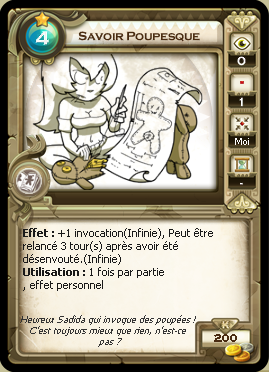 Savoir Poupesque
4
0
1
Moi
-
Effet : +1 invocation(Infinie), Peut être
relancé 3 tour(s) après avoir été
désenvouté.(Infinie)
Utilisation : 1 fois par partie
, effet personnel
Heureux Sadida qui invoque des poupées !
C'est toujours mieux que rien, n'est-ce
pas ?
K
200